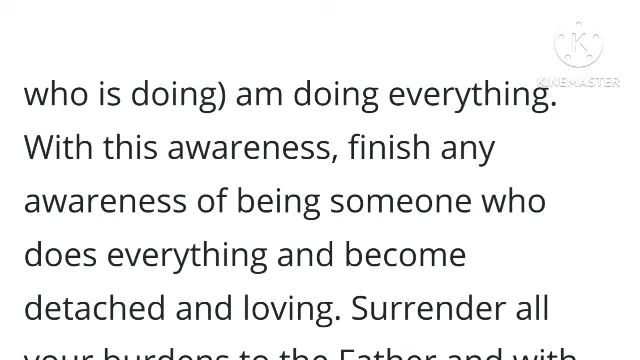 KINEMASTER
who is doing) am doing everything.
With this awareness, finish any
awareness of being someone who
does everything and become
detached and loving. Surrender all
your burdens to the Father and with